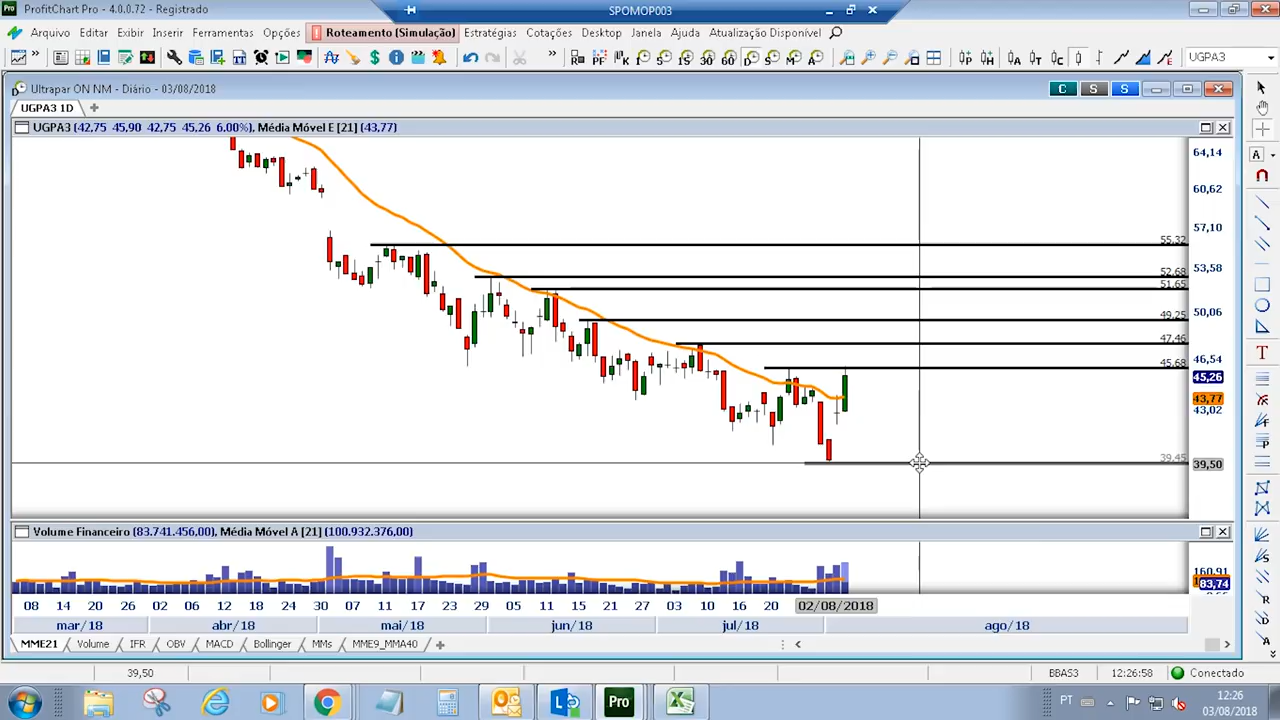 ProfitChart Pro - 4.0.0.72 - Registrado
SPOMOP003
Arquivo Editar Exibir Inserir Ferramentas Opções Roteamento (Simulação) Estratégias Cotações Desktop Janela Ajuda Atualização Disponível
UGPA3
Ultrapar ON NM - Diário - 03/08/2018
C S S
UGPA3 1D
UGPA3 (42,75 45,90 42,75 45,26 6.00%), Média Móvel E [21] (43,77)
64,14
60,62
57,10
55,32
53,58
52,68
51,65
50,06
49,25
47,46
46,54
45,68
45,26
43,77
43,02
39,45
39,50
Volume Financeiro (83.741.456,00), Média Móvel A [21] (100.932.376,00)
160,91
83,74
08 14 20 26 02 06 12 18 24 30 07 11 17 23 29 05 11 15 21 27 03 10 16 20 02/08/2018
mar/18 abr/18 mai/18 jun/18 jul/18 ago/18
MME21 Volume IFR OBV MACD Bollinger MMs MME9_MMA40
39,50 BBAS3 12:26:58 Conectado
Pro PT 12:26
03/08/2018